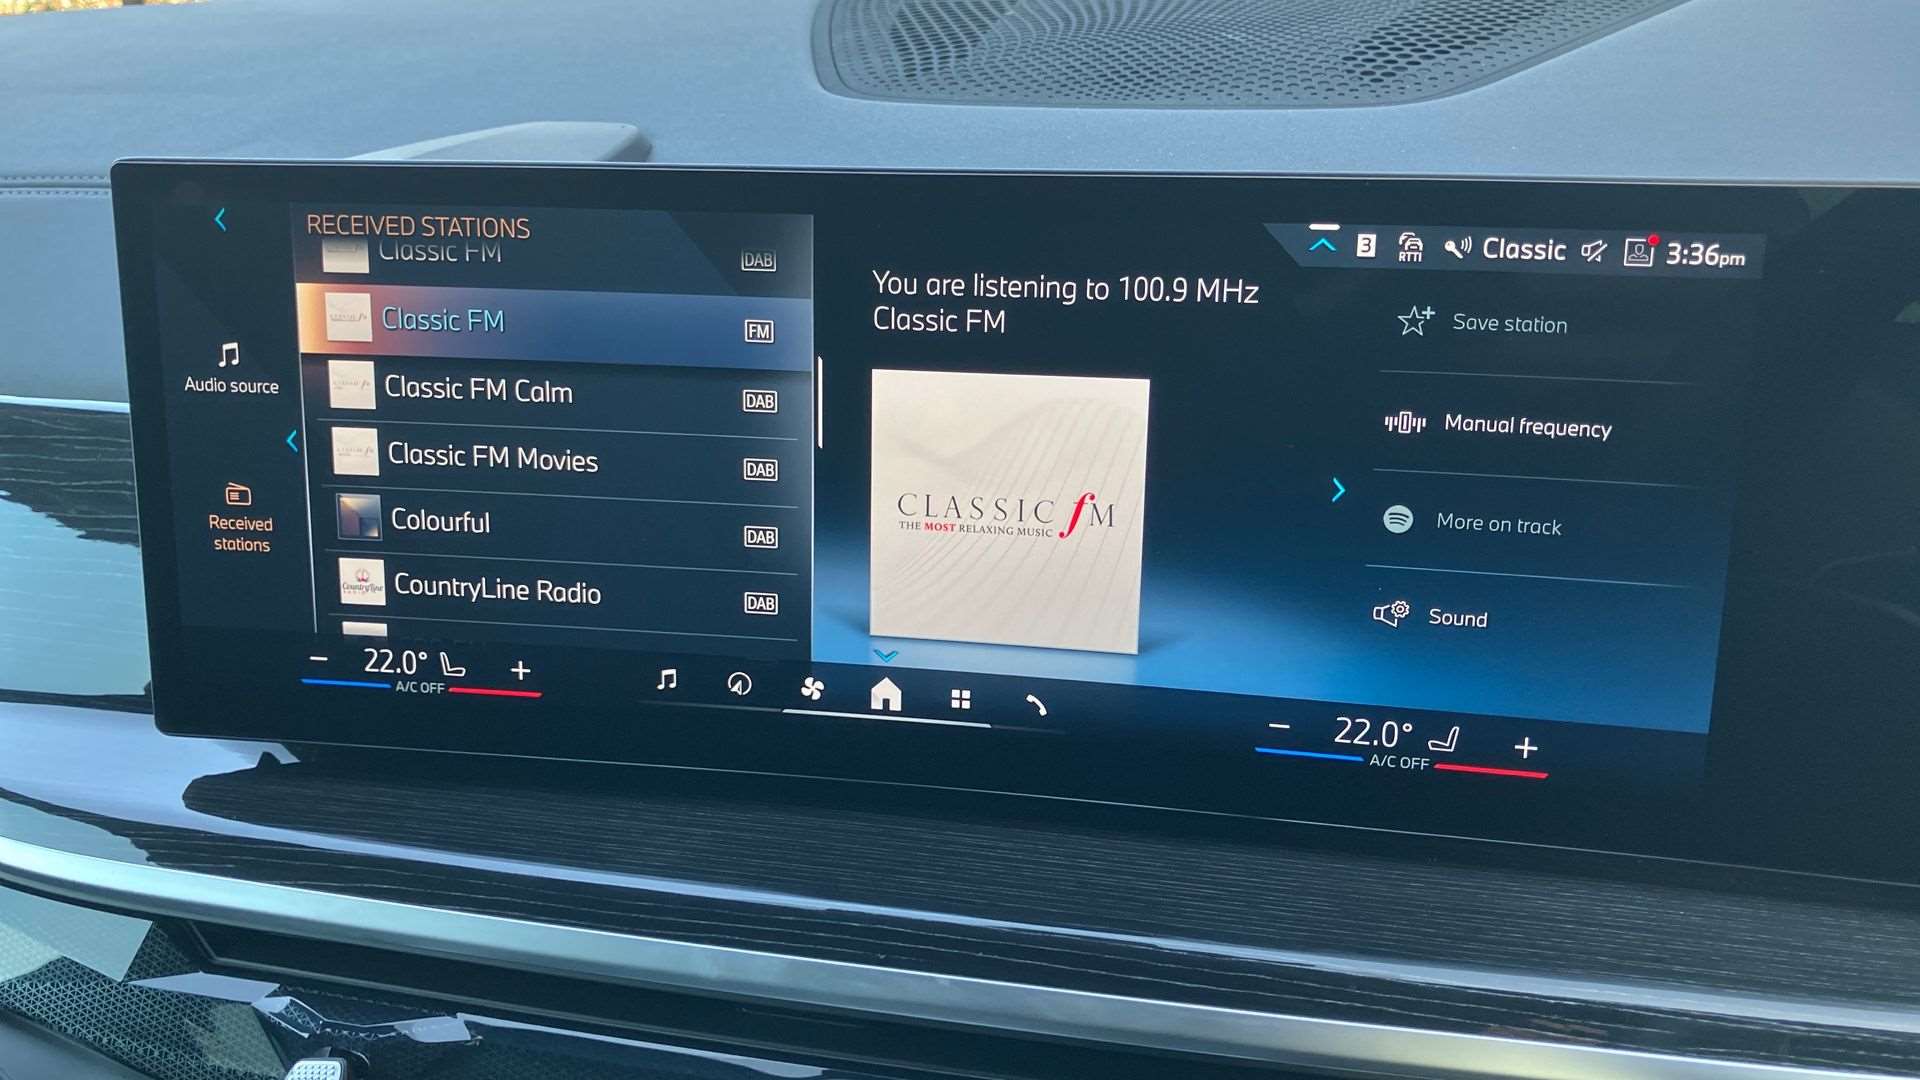 RECEIVED STATIONS
Classic FM
DAB
Classic FM
FM
Classic FM Calm
DAB
Classic FM Movies
DAB
Colourful
DAB
CountryLine Radio
DAB
Audio source
Received
stations
You are listening to 100.9 MHz
Classic FM
CLASSIC fM
THE MOST RELAXING MUSIC
3
RTTI
Classic
3:36pm
Save station
Manual frequency
More on track
Sound
− 22.0° +
A/C OFF
− 22.0° +
A/C OFF